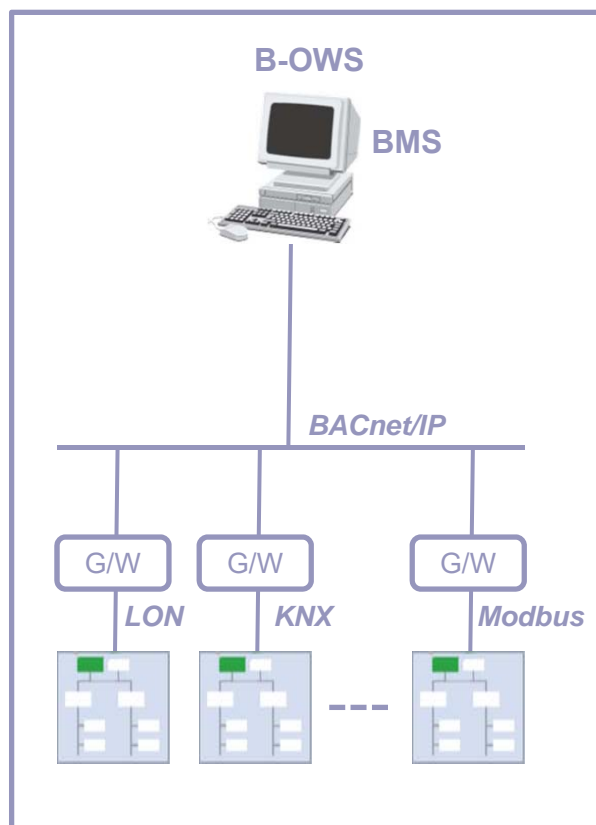 B-OWS
BMS
BACnet/IP
G/W G/W G/W
LON KNX Modbus